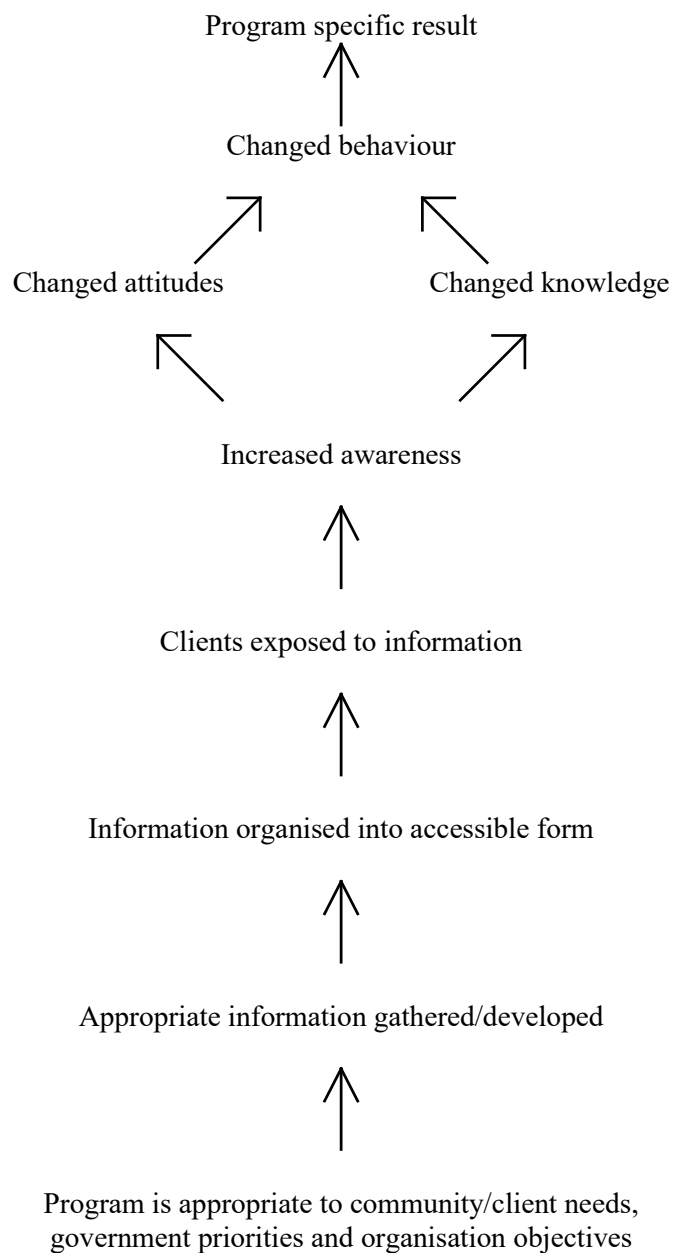 Program specific result
Changed behaviour
Changed attitudes
Changed knowledge
Increased awareness
Clients exposed to information
Information organised into accessible form
Appropriate information gathered/developed
Program is appropriate to community/client needs,
government priorities and organisation objectives